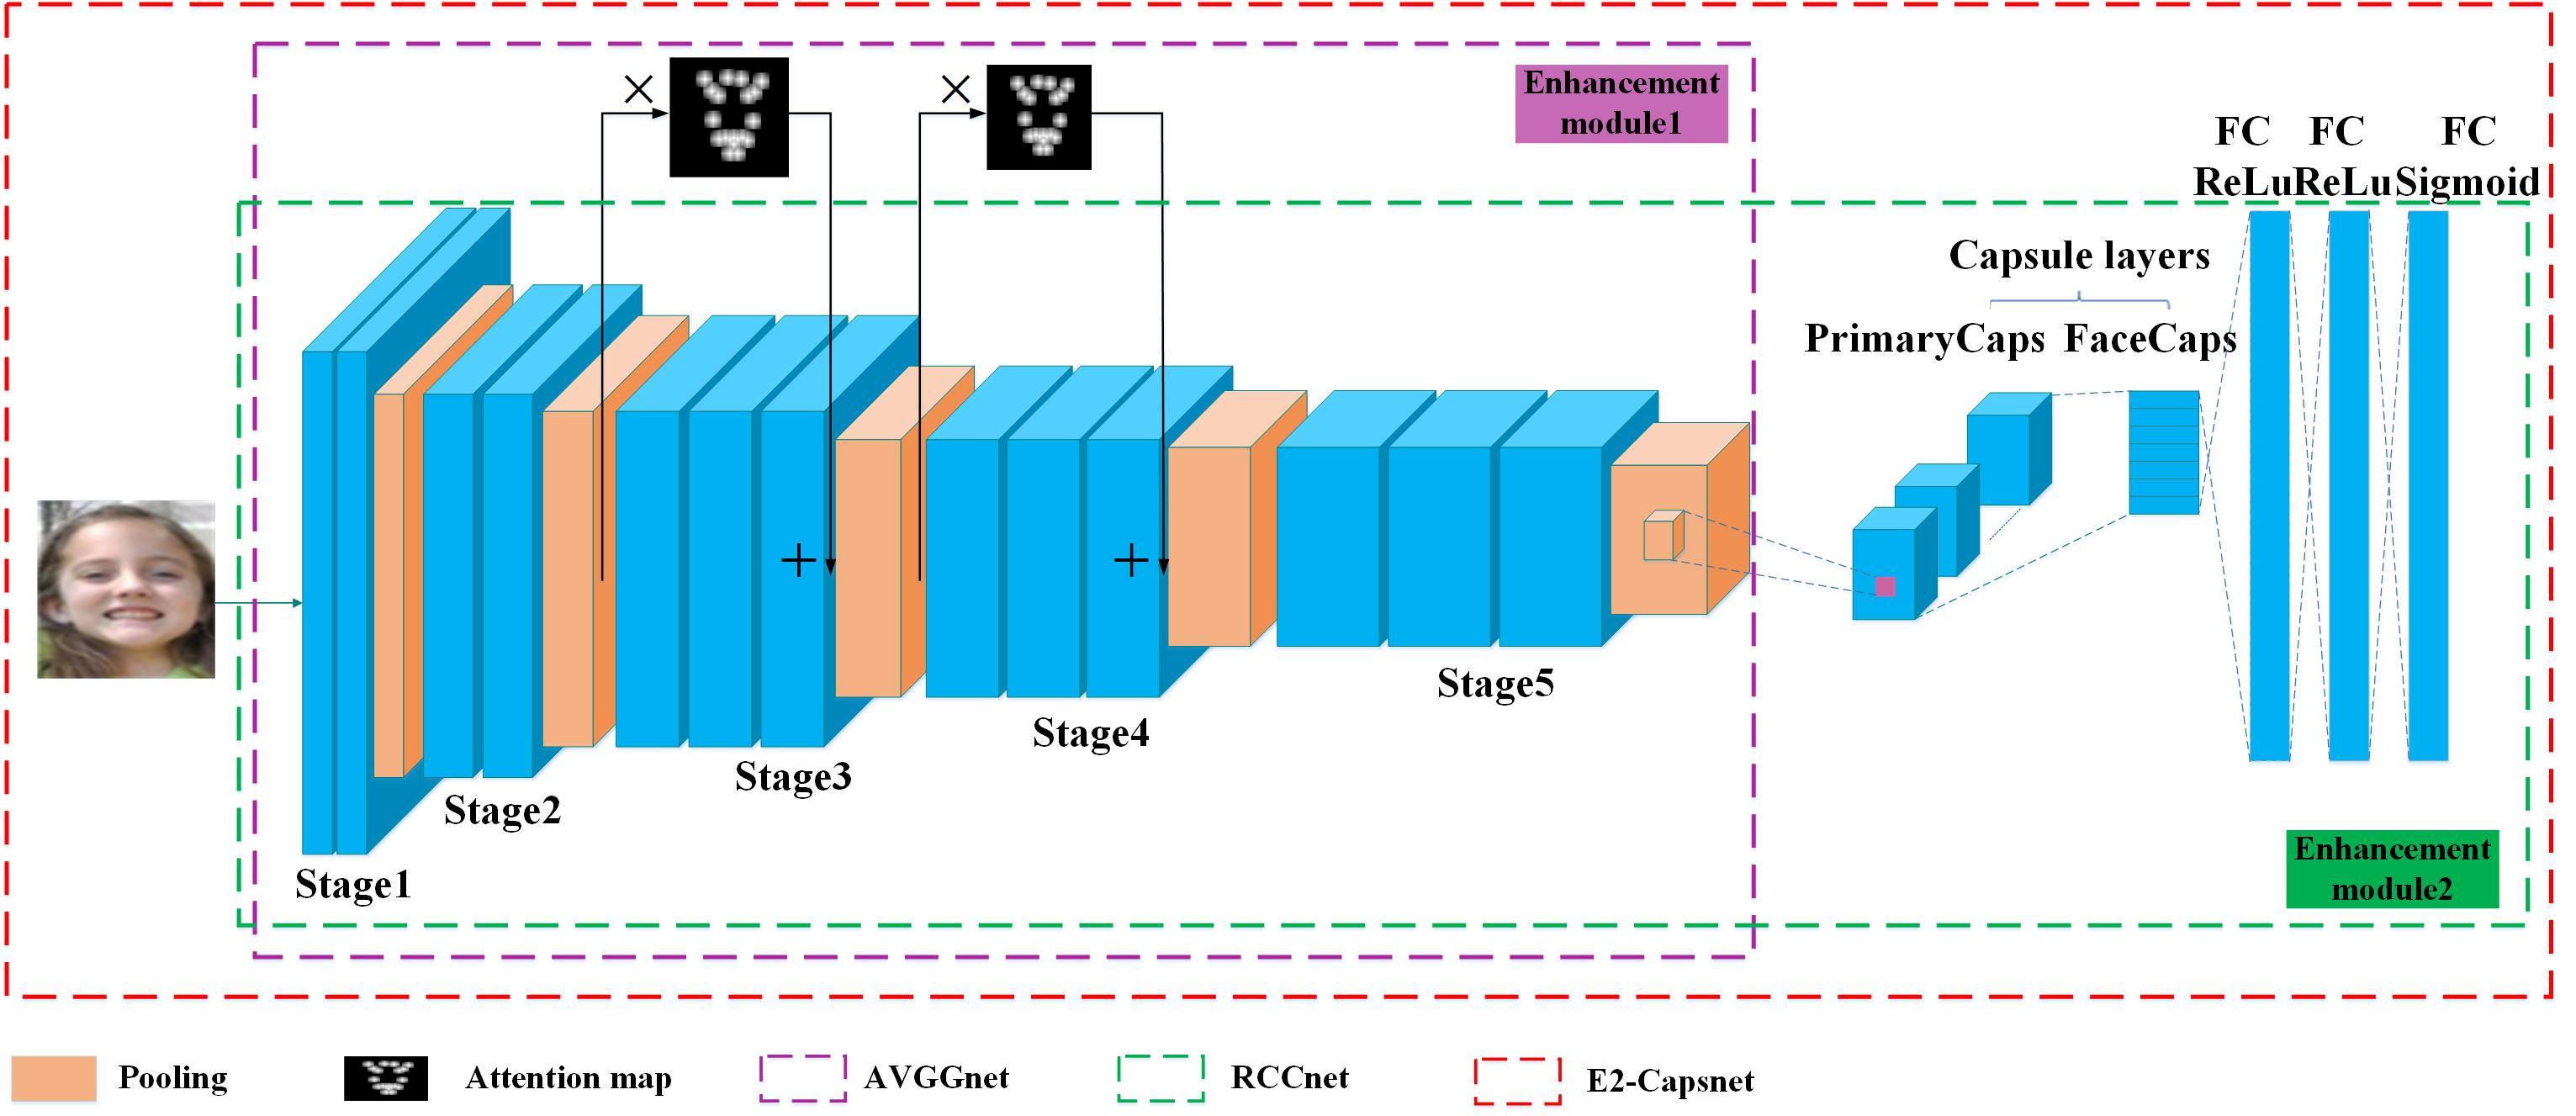 Enhancement
module1
FC FC FC
ReLu ReLu Sigmoid
Capsule layers
PrimaryCaps FaceCaps
× ×
+ +
Stage5
Stage4
Stage3
Stage2
Stage1
Enhancement
module2
Pooling Attention map AVGGnet RCCnet E2-Capsnet